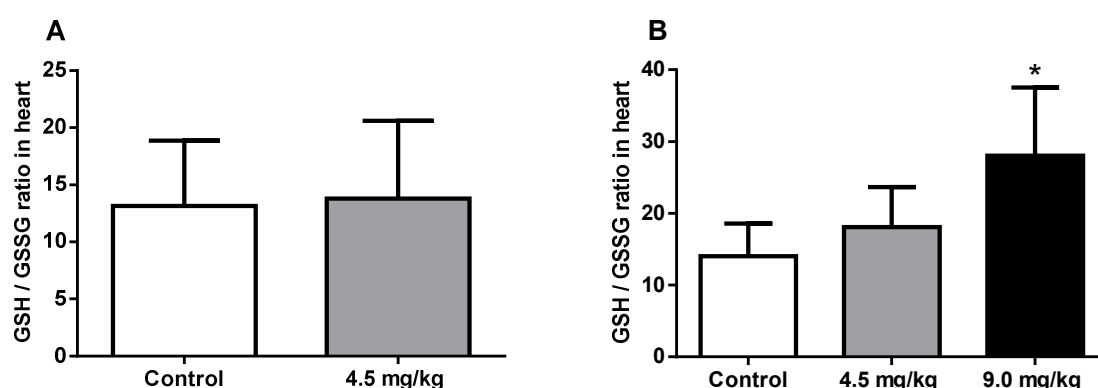 A
GSH / GSSG ratio in heart
25
20
15
10
5
0
Control
4.5 mg/kg
B
GSH / GSSG ratio in heart
40
30
20
10
0
*
Control
4.5 mg/kg
9.0 mg/kg